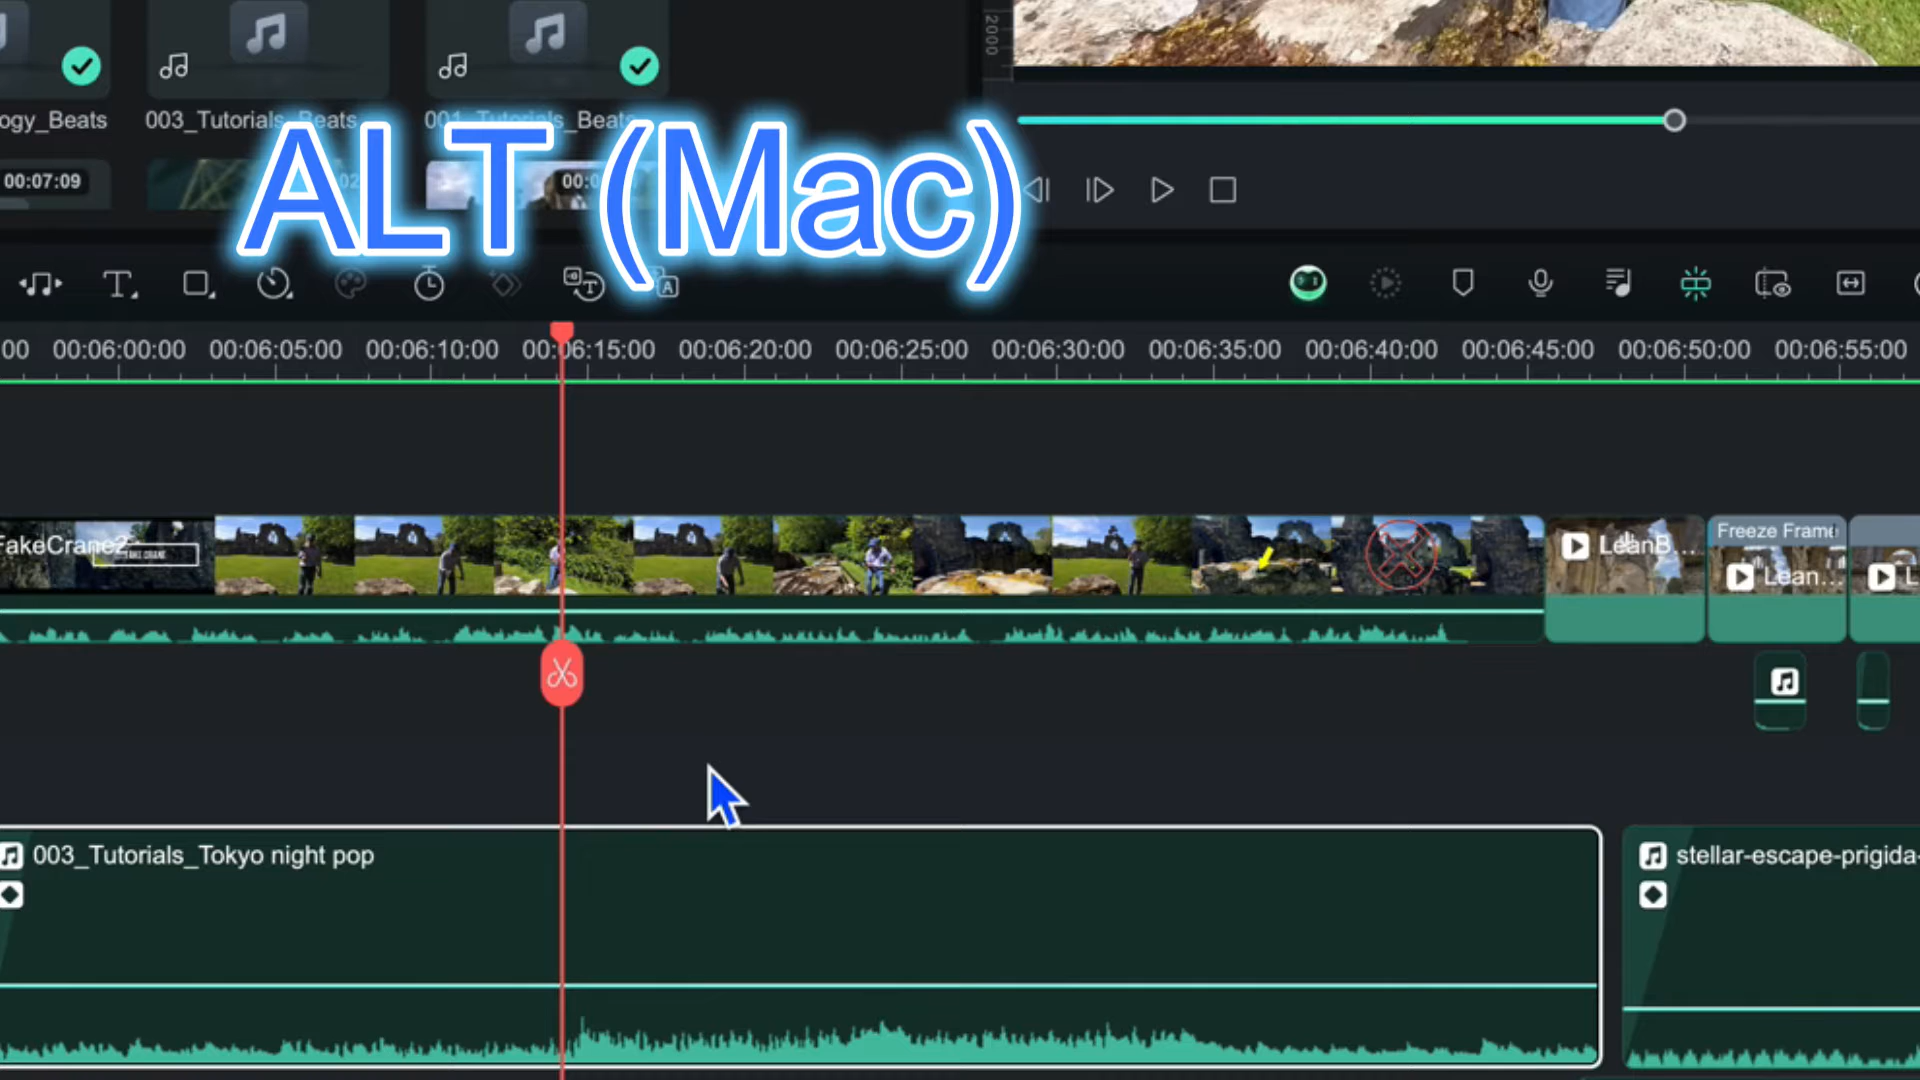 2000
ogy_Beats
003_Tutorials_Beats
001_Tutorials_Beats
00:07:09
ALT (Mac)
00 00:06:00:00 00:06:05:00 00:06:10:00 00:06:15:00 00:06:20:00 00:06:25:00 00:06:30:00 00:06:35:00 00:06:40:00 00:06:45:00 00:06:50:00 00:06:55:00
FakeCrane2
LeanB...
Freeze Frame
Lean...
L
003_Tutorials_Tokyo night pop
stellar-escape-prigida-